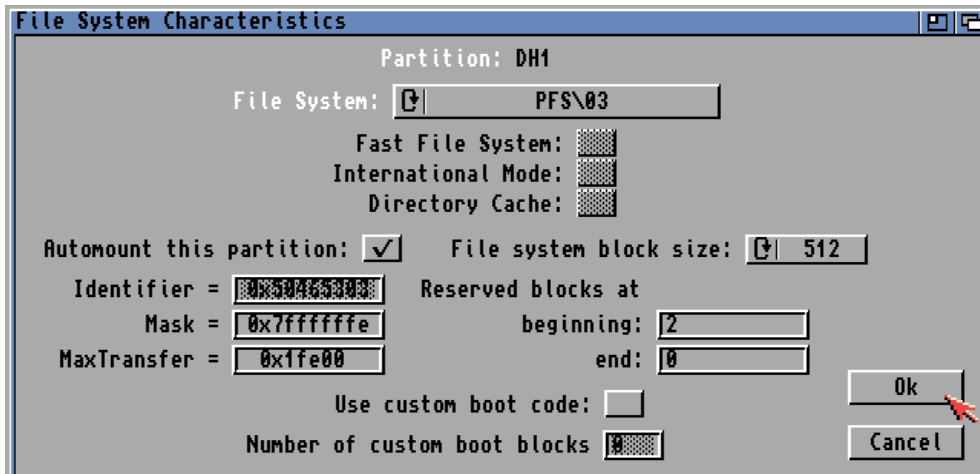 File System Characteristics
Partition: DH1
File System: PFS\03
Fast File System:
International Mode:
Directory Cache:
Automount this partition: ✓ File system block size: 512
Identifier = 0x50465303 Reserved blocks at
Mask = 0x7ffffffe beginning: 2
MaxTransfer = 0x1fe00 end: 0
Ok
Use custom boot code:
Number of custom boot blocks 0 Cancel